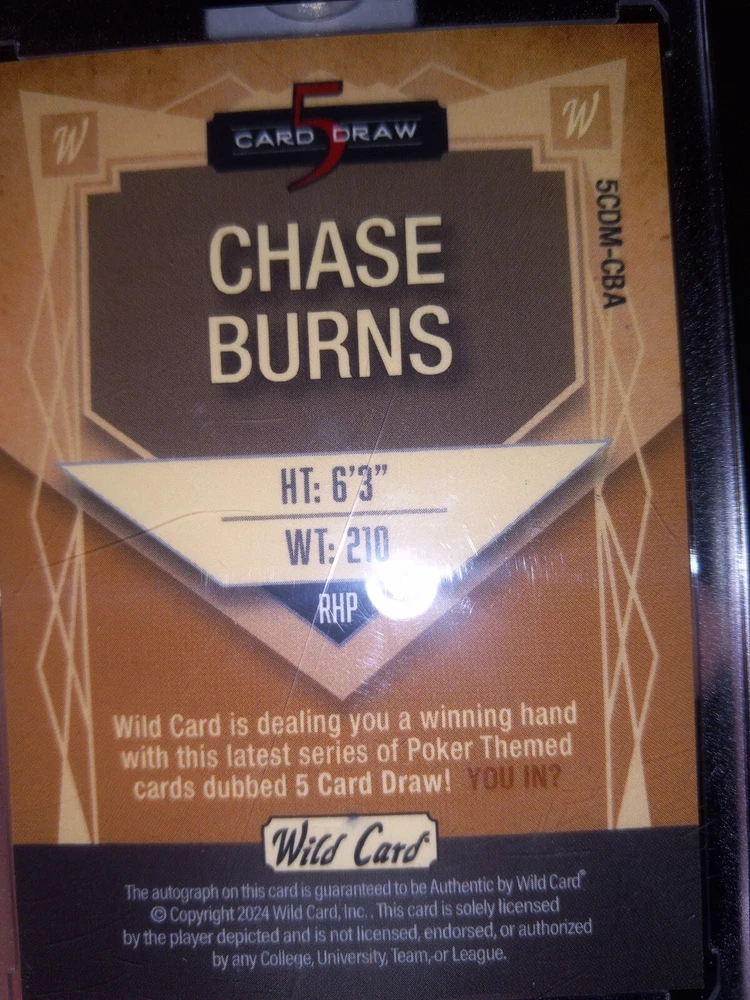 W
W
5 CARD DRAW
5CDM-CBA
CHASE
BURNS
HT: 6'3"
WT: 210
RHP
Wild Card is dealing you a winning hand
with this latest series of Poker Themed
cards dubbed 5 Card Draw! YOU IN?
Wild Card
The autograph on this card is guaranteed to be Authentic by Wild Card®
© Copyright 2024 Wild Card, Inc.. This card is solely licensed
by the player depicted and is not licensed, endorsed, or authorized
by any College, University, Team, or League.